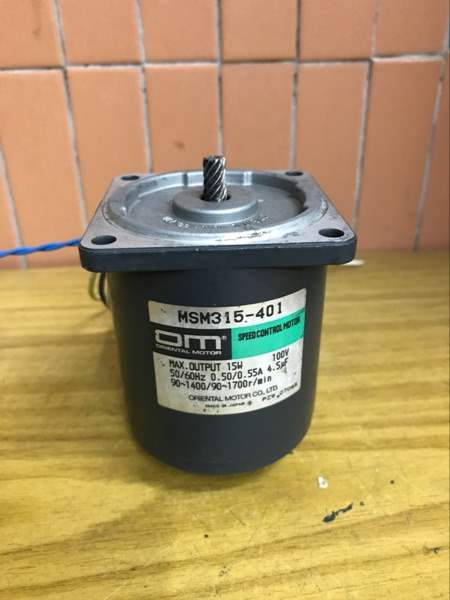 MSM315-401
om
ORIENTAL MOTOR
SPEED CONTROL MOTOR
MAX. OUTPUT 15W 100V
50/60Hz 0.50/0.55A 4.5μF
90~1400/90~1700r/min
ORIENTAL MOTOR CO., LTD.
MADE IN JAPAN